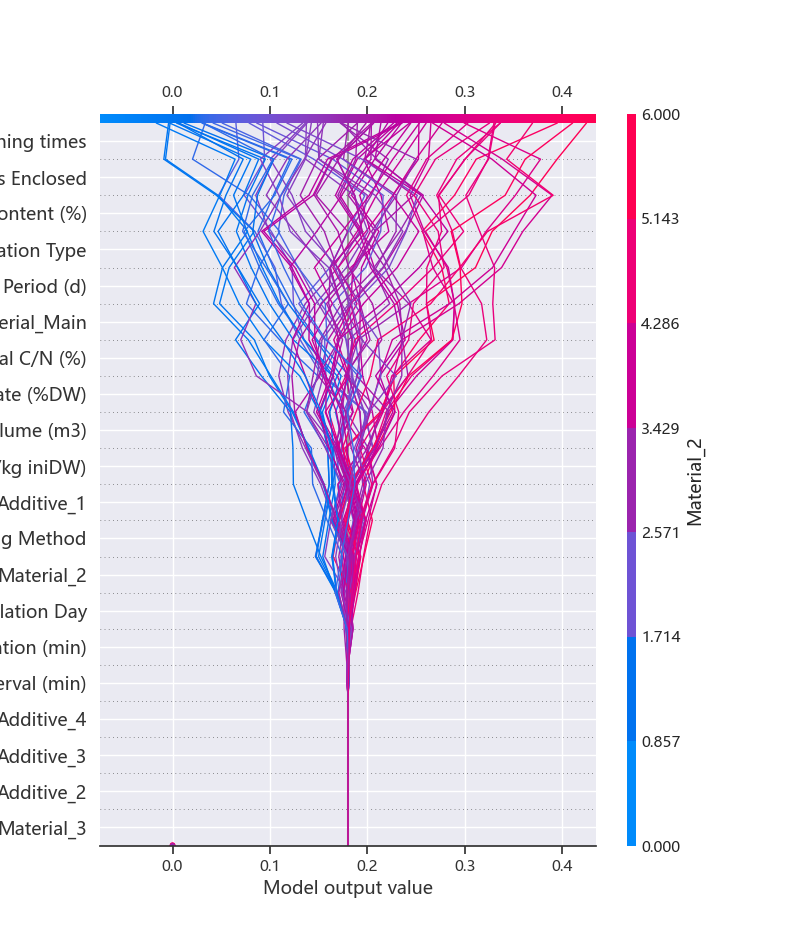 0.0 0.1 0.2 0.3 0.4
6.000
ning times
s Enclosed
5.143
ontent (%)
ation Type
Period (d)
erial_Main
4.286
al C/N (%)
ate (%DW)
3.429
lume (m3)
Material_2
/kg iniDW)
Additive_1
2.571
g Method
Material_2
lation Day
1.714
ation (min)
erval (min)
Additive_4
0.857
Additive_3
Additive_2
Material_3
0.000
0.0 0.1 0.2 0.3 0.4
Model output value